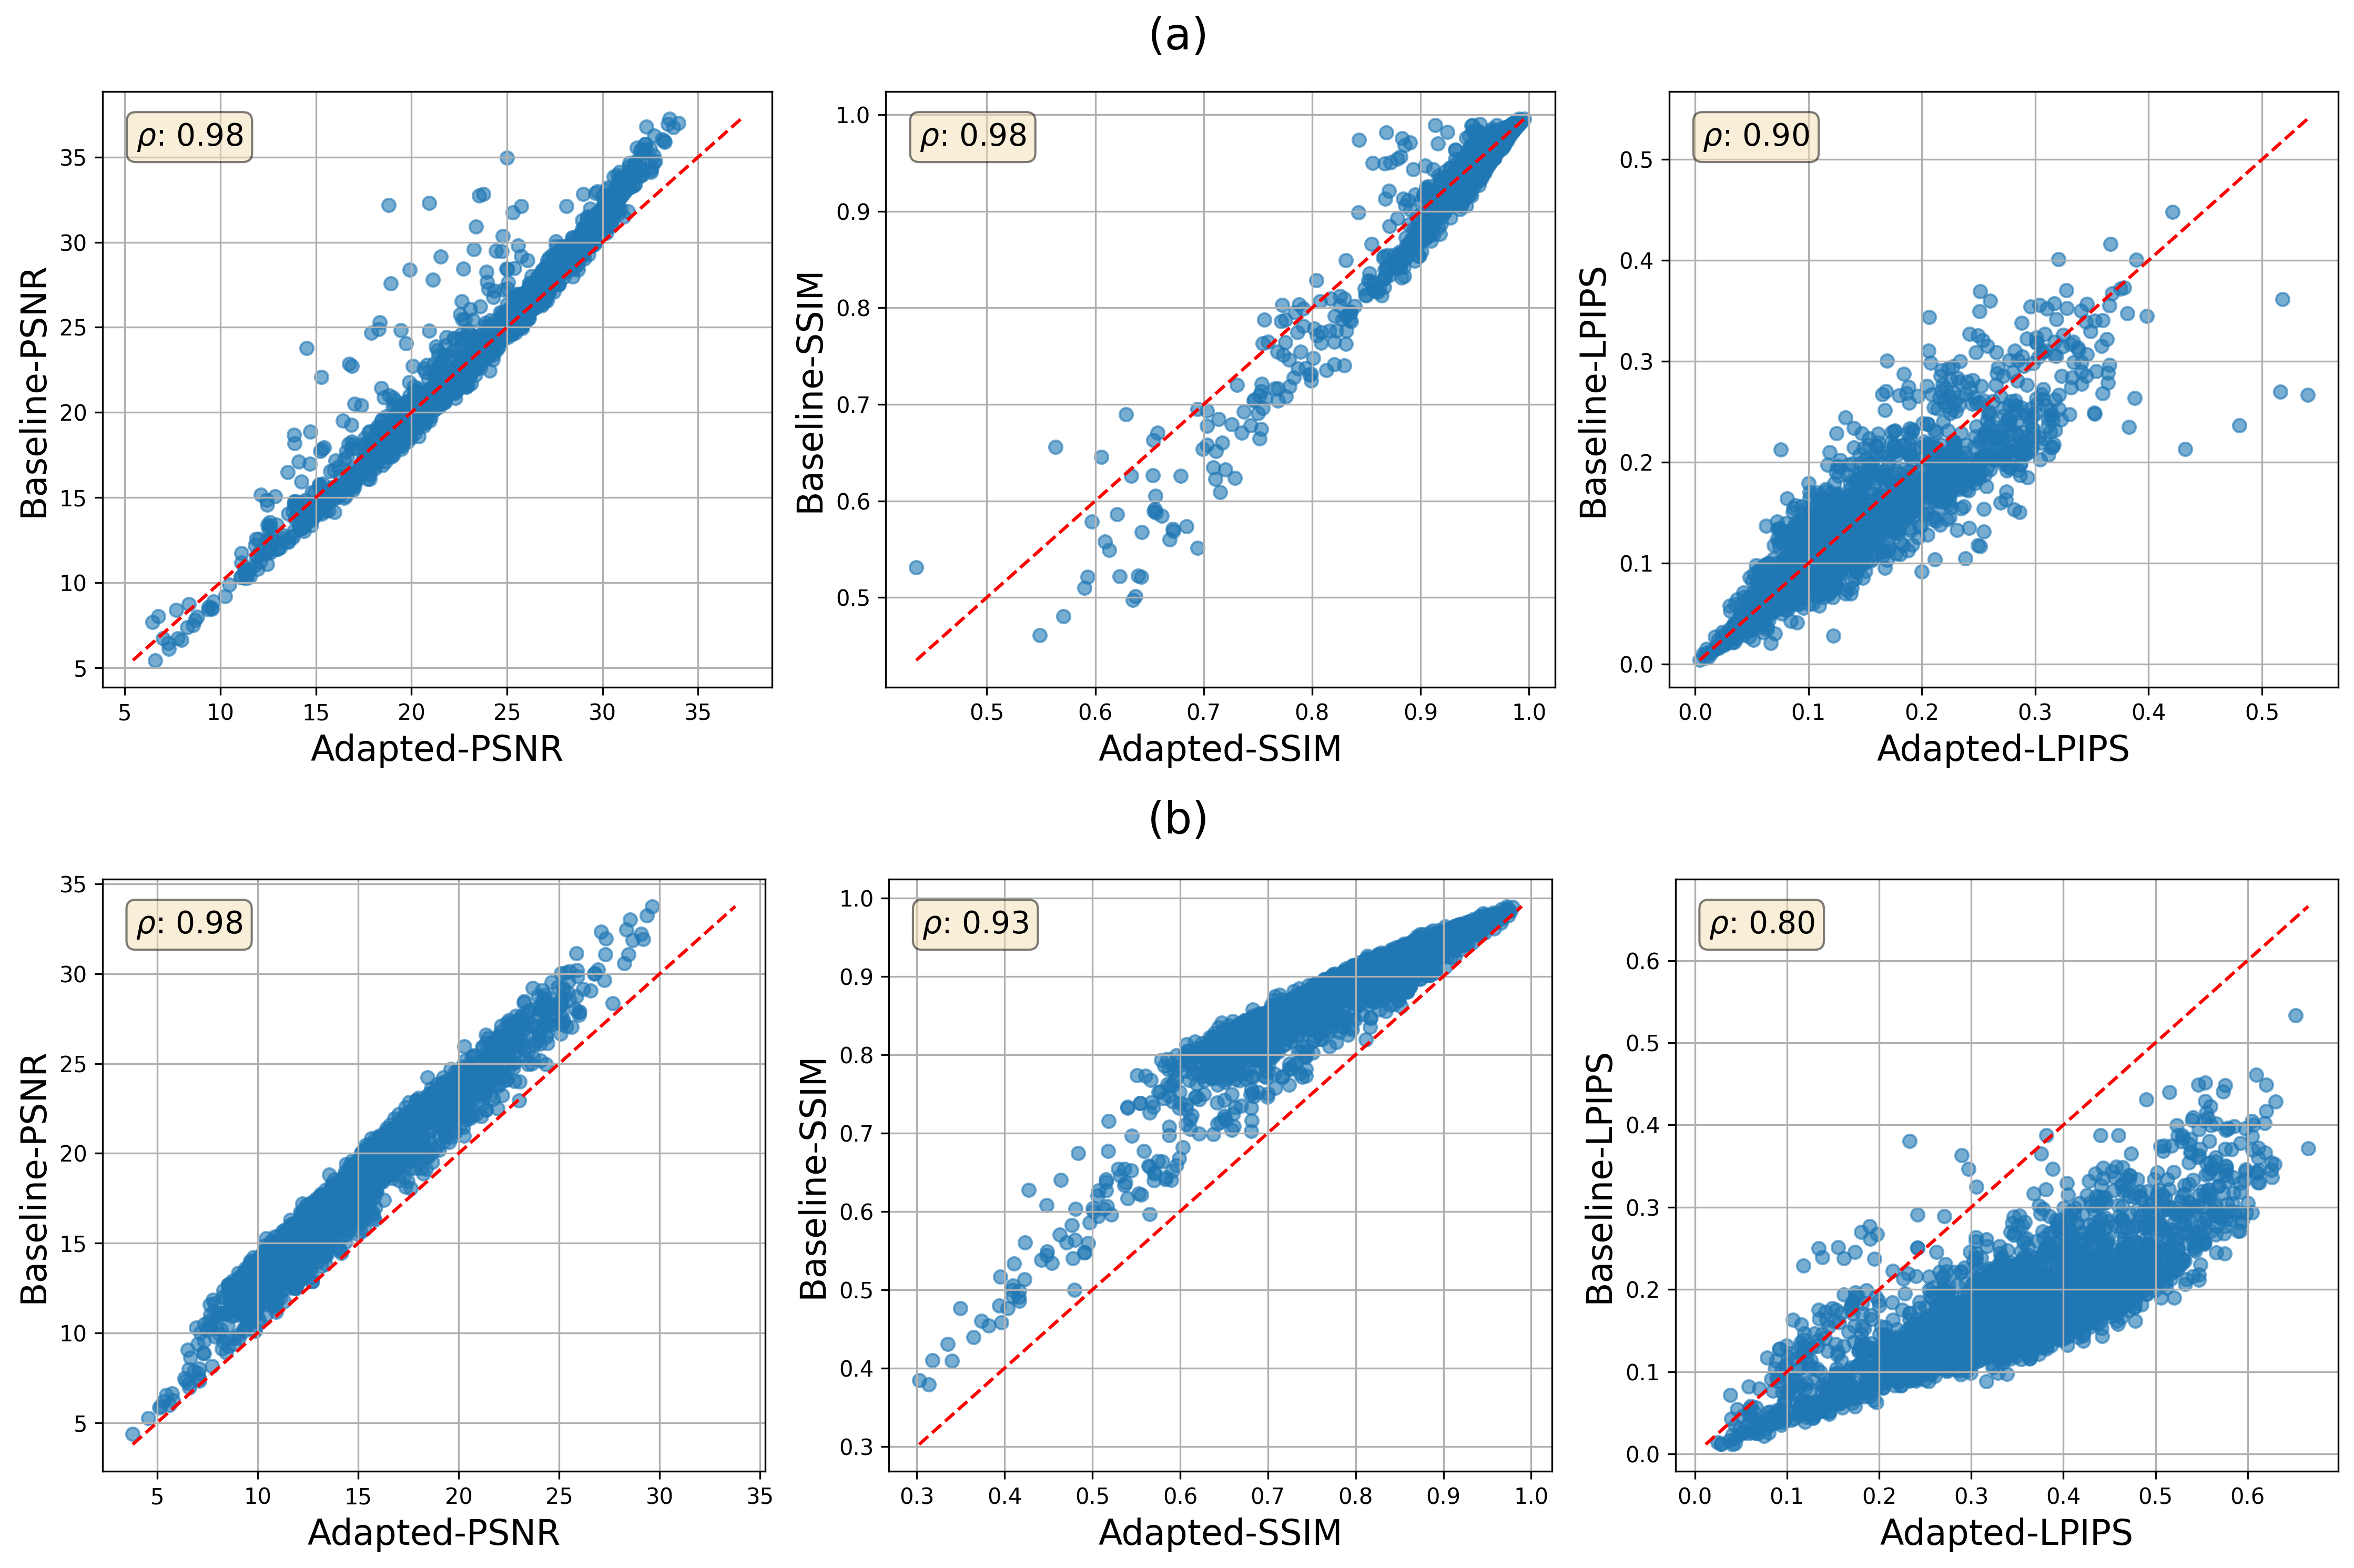 (a)
ρ: 0.98
35
30
25
20
15
10
5
Baseline-PSNR
5 10 15 20 25 30 35
Adapted-PSNR
ρ: 0.98
1.0
0.9
0.8
0.7
0.6
0.5
Baseline-SSIM
0.5 0.6 0.7 0.8 0.9 1.0
Adapted-SSIM
ρ: 0.90
0.5
0.4
0.3
0.2
0.1
0.0
Baseline-LPIPS
0.0 0.1 0.2 0.3 0.4 0.5
Adapted-LPIPS
(b)
ρ: 0.98
35
30
25
20
15
10
5
Baseline-PSNR
5 10 15 20 25 30 35
Adapted-PSNR
ρ: 0.93
1.0
0.9
0.8
0.7
0.6
0.5
0.4
0.3
Baseline-SSIM
0.3 0.4 0.5 0.6 0.7 0.8 0.9 1.0
Adapted-SSIM
ρ: 0.80
0.6
0.5
0.4
0.3
0.2
0.1
0.0
Baseline-LPIPS
0.0 0.1 0.2 0.3 0.4 0.5 0.6
Adapted-LPIPS